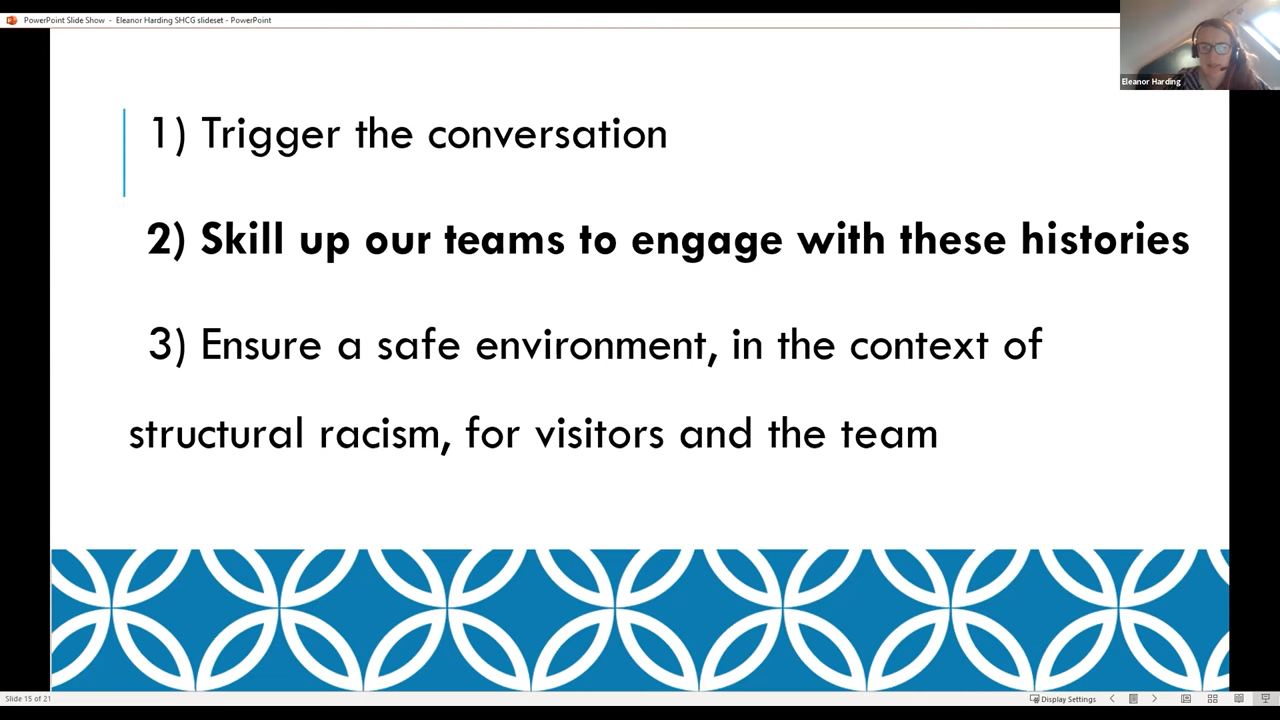 PowerPoint Slide Show - Eleanor Harding SHCG slideset - PowerPoint
Eleanor Harding
1) Trigger the conversation
2) Skill up our teams to engage with these histories
3) Ensure a safe environment, in the context of
structural racism, for visitors and the team
Slide 15 of 21
Display Settings